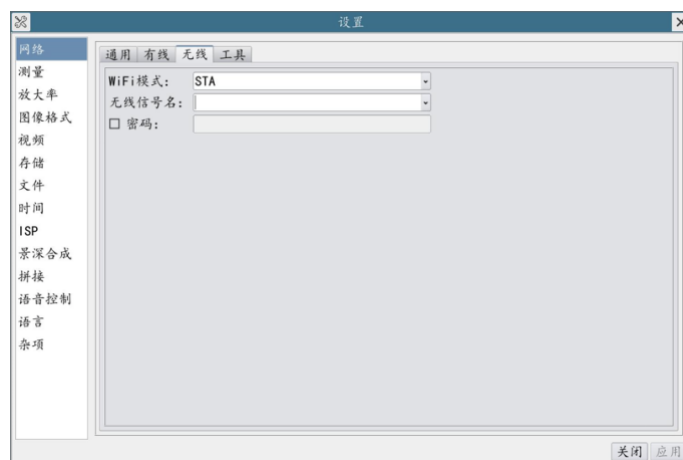 设置
网络
测量
放大率
图像格式
视频
存储
文件
时间
ISP
景深合成
拼接
语音控制
语言
杂项
通用 有线 无线 工具
WiFi模式: STA
无线信号名:
密码:
关闭 应用